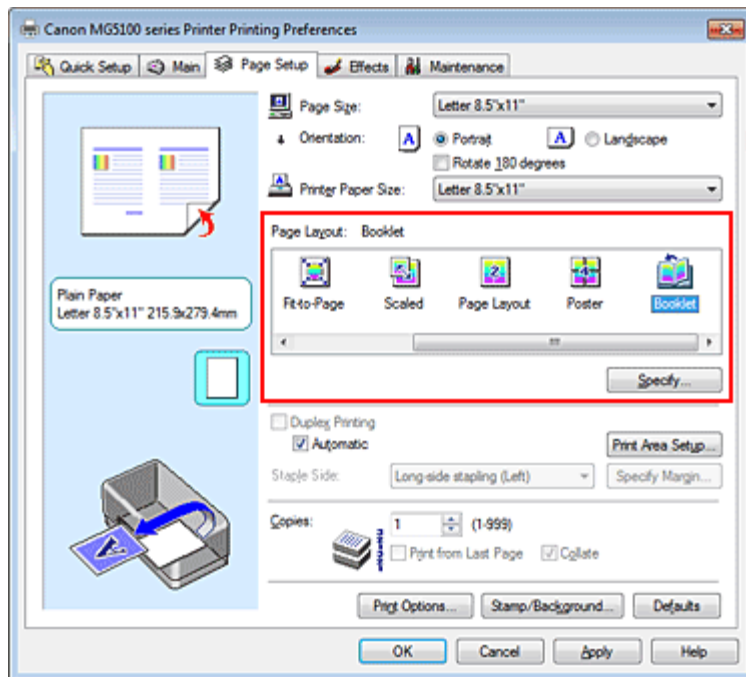 Canon MG5100 series Printer Printing Preferences
Quick Setup Main Page Setup Effects Maintenance
Page Size: Letter 8.5"x11"
Orientation: A Portrait A Landscape
Rotate 180 degrees
Printer Paper Size: Letter 8.5"x11"
Page Layout: Booklet
Fit-to-Page Scaled Page Layout Poster Booklet
Plain Paper
Letter 8.5"x11" 215.9x279.4mm
Specify...
Duplex Printing
Automatic Print Area Setup...
Staple Side: Long-side stapling (Left) Specify Margin...
Copies: 1 (1-999)
Print from Last Page Collate
Print Options... Stamp/Background... Defaults
OK Cancel Apply Help